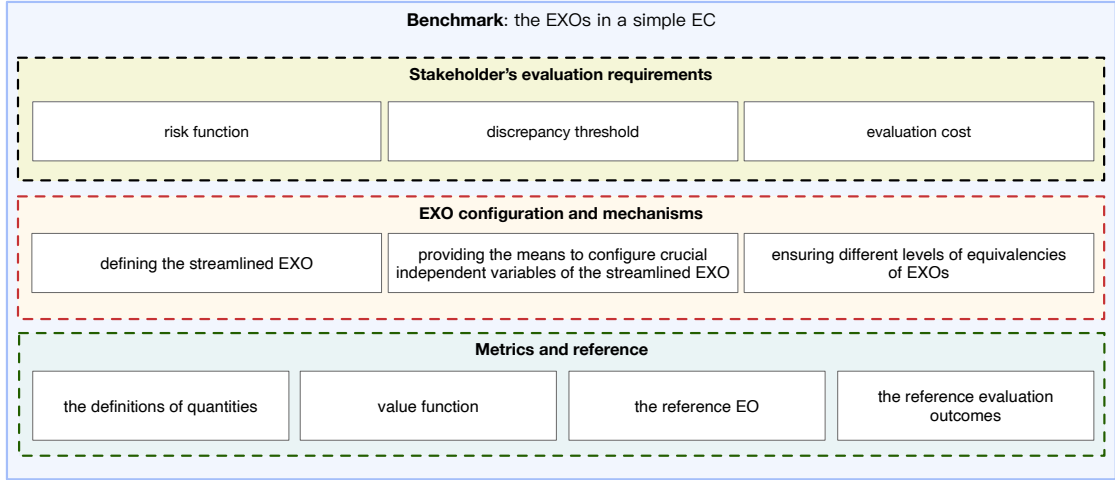 Benchmark: the EXOs in a simple EC
Stakeholder's evaluation requirements
risk function
discrepancy threshold
evaluation cost
EXO configuration and mechanisms
defining the streamlined EXO
providing the means to configure crucial
independent variables of the streamlined EXO
ensuring different levels of equivalencies
of EXOs
Metrics and reference
the definitions of quantities
value function
the reference EO
the reference evaluation
outcomes